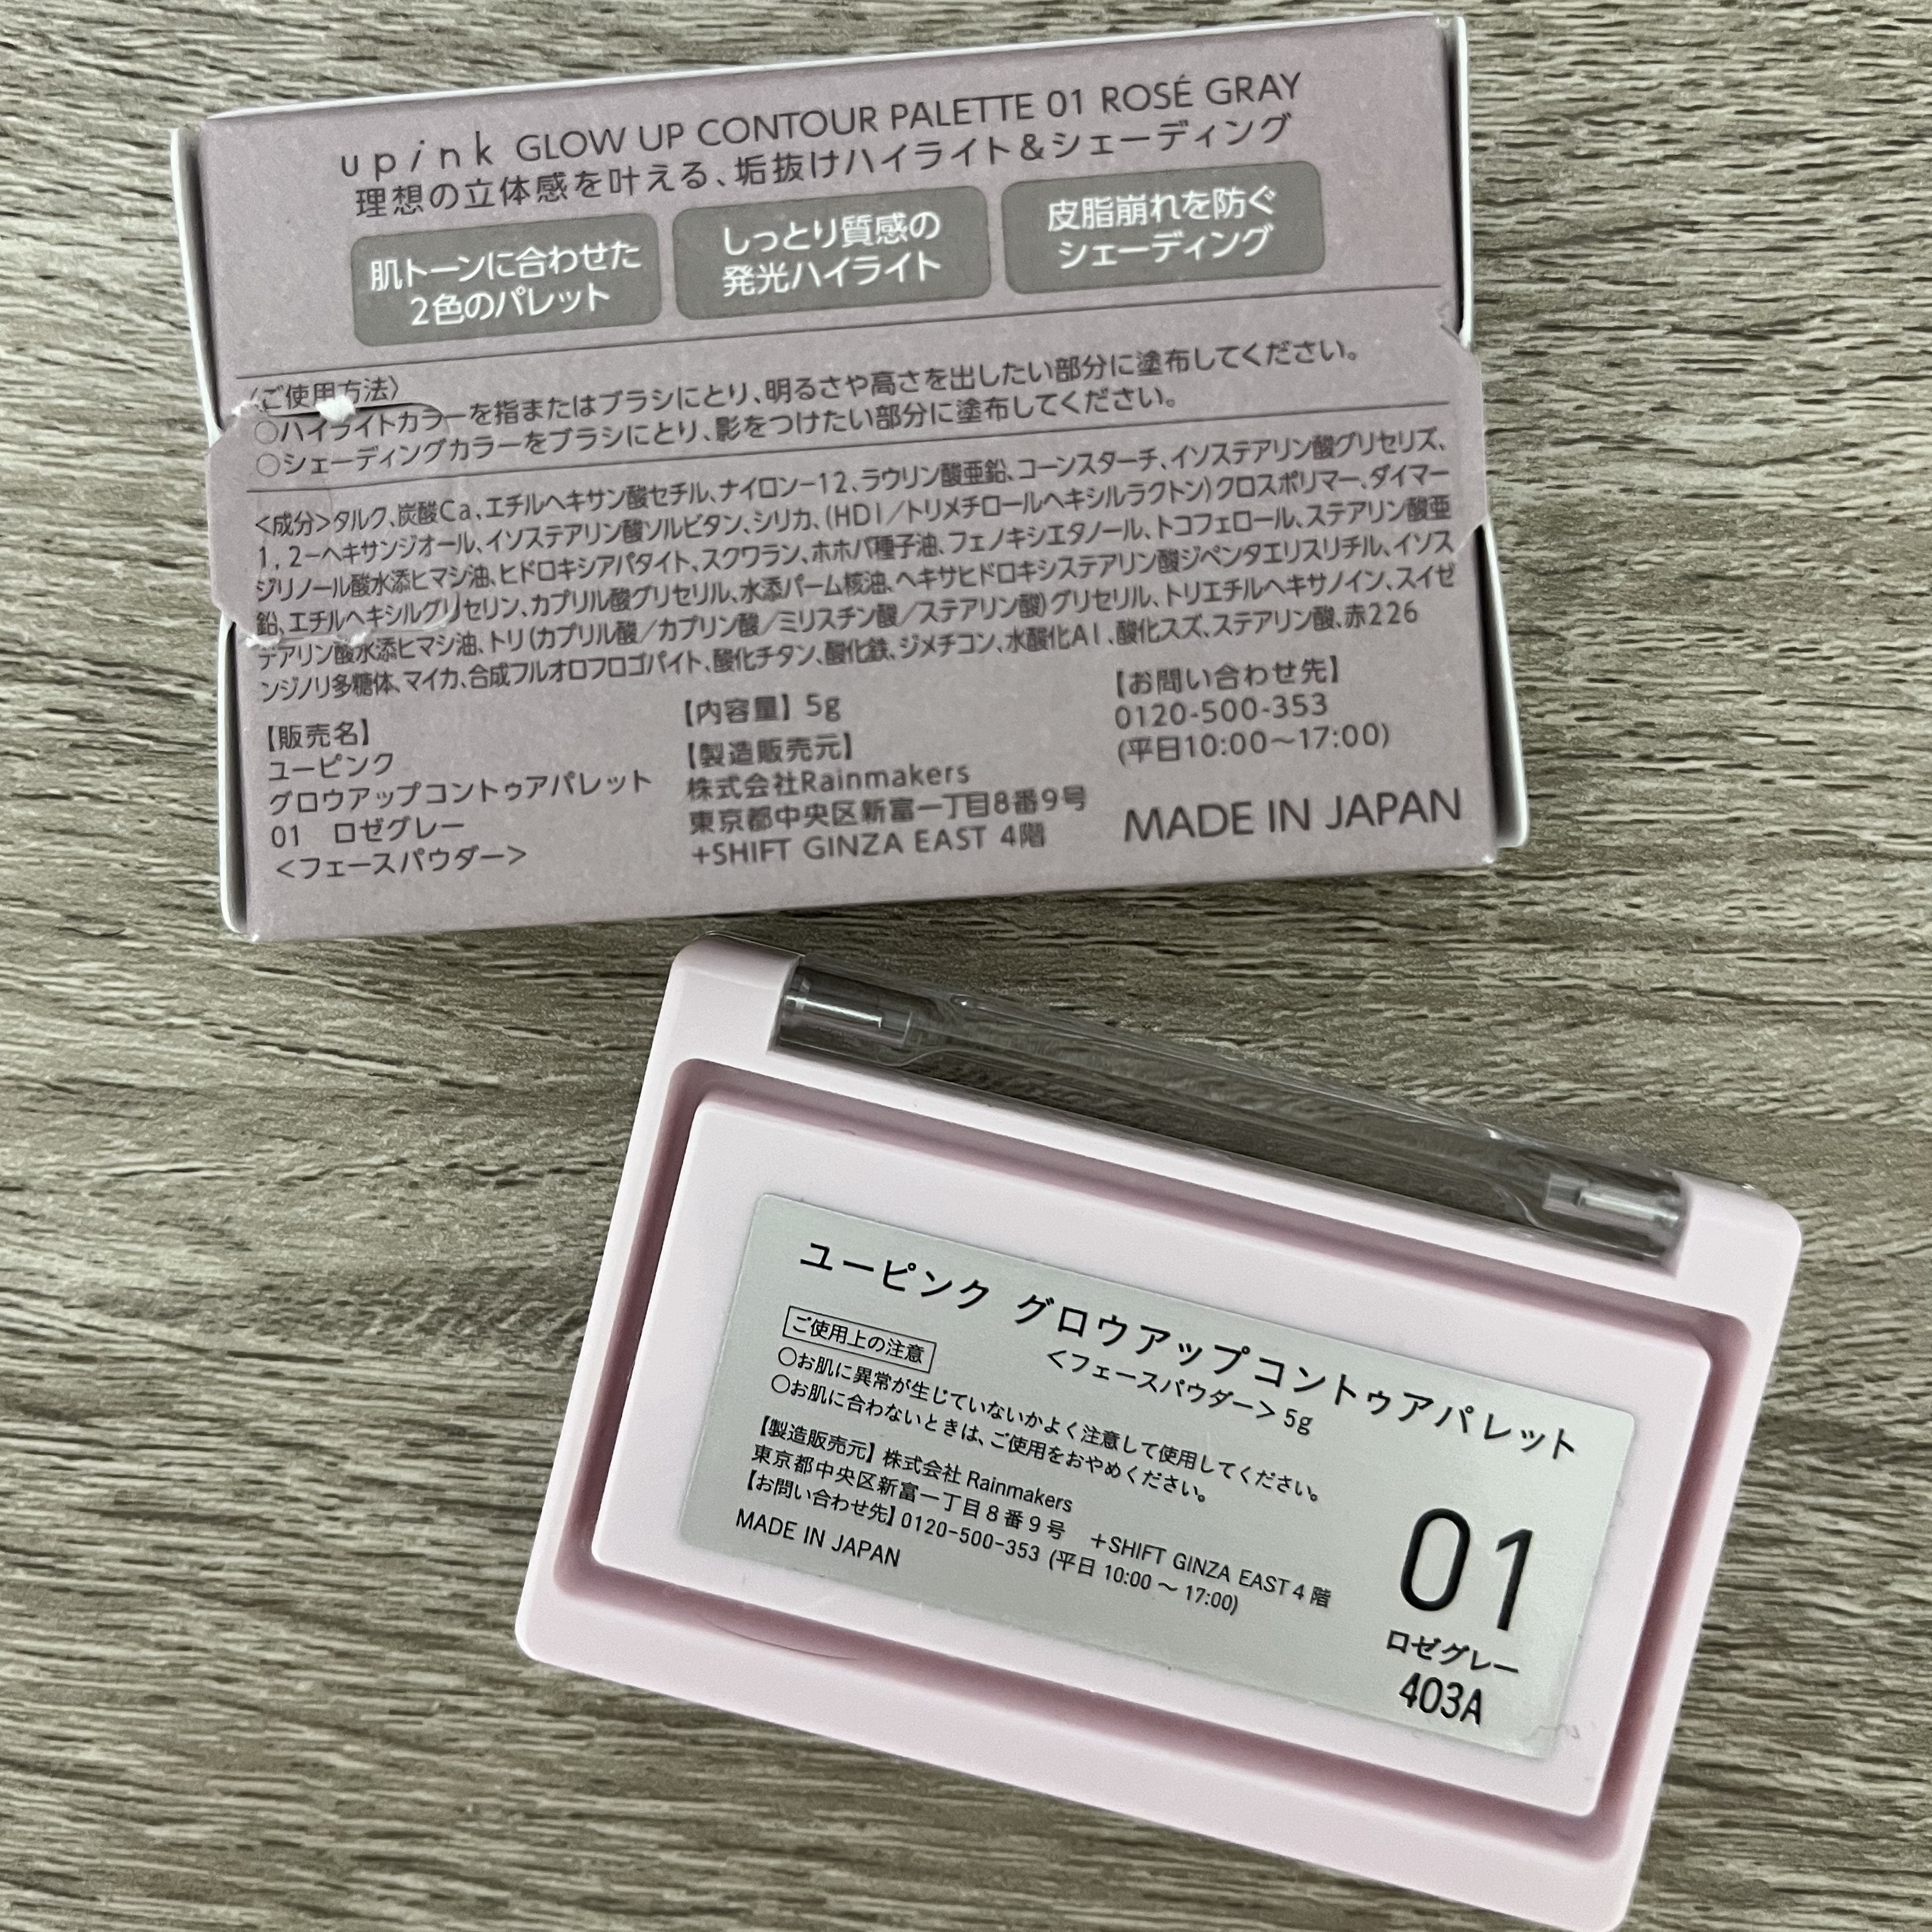 upink GLOW UP CONTOUR PALETTE 01 ROSÉ GRAY
理想の立体感を叶える、垢抜けハイライト&シェーディング
肌トーンに合わせた
2色のパレット
しっとり質感の
発光ハイライト
皮脂崩れを防ぐ
シェーディング
〈ご使用方法〉
○ハイライトカラーを指またはブラシにとり、明るさや高さを出したい部分に塗布してください。
○シェーディングカラーをブラシにとり、影をつけたい部分に塗布してください。
<成分>タルク、炭酸Ca、エチルヘキサン酸セチル、ナイロン-12、ラウリン酸亜鉛、コーンスターチ、イソステアリン酸グリセリズ、
1,2-ヘキサンジオール、イソステアリン酸ソルビタン、シリカ、(HDI/トリメチロールヘキシルラクトン)クロスポリマー、ダイマー
ジリノール酸水添ヒマシ油、ヒドロキシアパタイト、スクワラン、ホホバ種子油、フェノキシエタノール、トコフェロール、ステアリン酸亜
鉛、エチルヘキシルグリセリン、カプリル酸グリセリル、水添パーム核油、ヘキサヒドロキシステアリン酸ジペンタエリスリチル、イソス
テアリン酸水添ヒマシ油、トリ(カプリル酸/カプリン酸/ミリスチン酸/ステアリン酸)グリセリル、トリエチルヘキサノイン、スイゼ
ンジノリ多糖体、マイカ、合成フルオロフロゴパイト、酸化チタン、酸化鉄、ジメチコン、水酸化Al、酸化スズ、ステアリン酸、赤226
【販売名】
ユーピンク
グロウアップコントゥアパレット
01 ロゼグレー
<フェースパウダー>
【内容量】5g
【製造販売元】
株式会社Rainmakers
東京都中央区新富一丁目8番9号
+SHIFT GINZA EAST 4階
【お問い合わせ先】
0120-500-353
(平日10:00～17:00)
MADE IN JAPAN
ユーピンク グロウアップコントゥアパレット
<フェースパウダー> 5g
ご使用上の注意
○お肌に異常が生じていないかよく注意して使用してください。
○お肌に合わないときは、ご使用をおやめください。
【製造販売元】株式会社 Rainmakers
東京都中央区新富一丁目8番9号 +SHIFT GINZA EAST 4 階
【お問い合わせ先】0120-500-353 (平日 10:00 ～ 17:00)
MADE IN JAPAN
01
ロゼグレー
403A